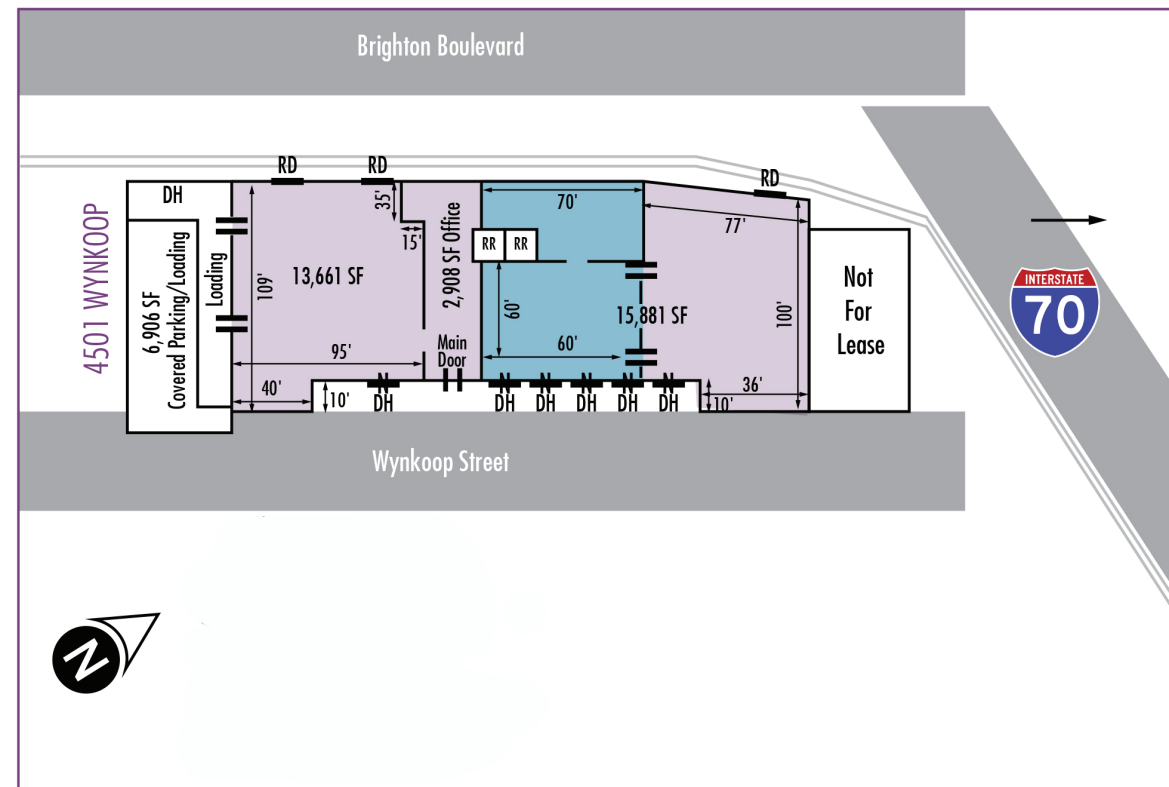 Brighton Boulevard
RD
RD
RD
DH
35'
70'
77'
15'
4501 WYNKOOP
6,906 SF
Covered Parking/Loading
Loading
109'
13,661 SF
2,908 SF Office
RR
RR
60'
15,881 SF
100'
Not
For
Lease
INTERSTATE
70
Main
Door
95'
60'
40'
10'
36'
10'
N
DH
N
DH
N
DH
N
DH
N
DH
N
DH
Wynkoop Street
N